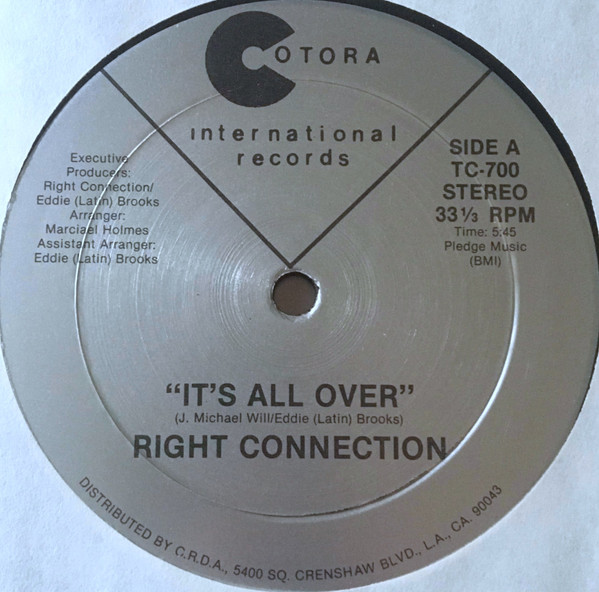 COTORA
international
records
Executive
Producers:
Right Connection/
Eddie (Latin) Brooks
Arranger:
Marciael Holmes
Assistant Arranger:
Eddie (Latin) Brooks
SIDE A
TC-700
STEREO
33⅓ RPM
Time: 5:45
Pledge Music
(BMI)
"IT'S ALL OVER"
(J. Michael Will/Eddie (Latin) Brooks)
RIGHT CONNECTION
DISTRIBUTED BY C.R.D.A., 5400 SQ. CRENSHAW BLVD., L.A., CA. 90043